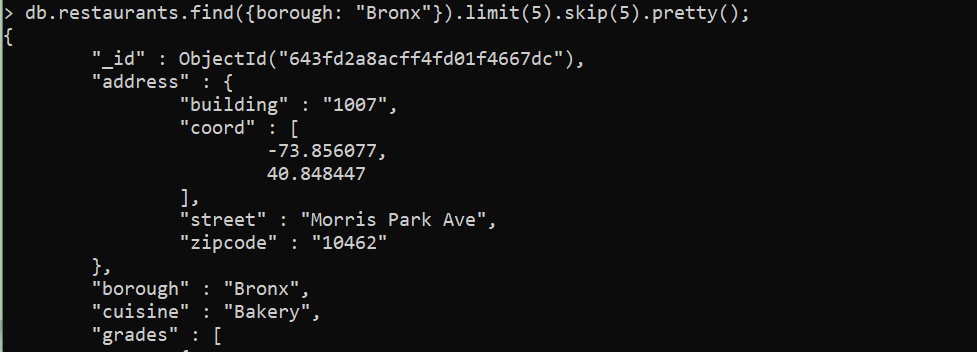 > db.restaurants.find({borough: "Bronx"}).limit(5).skip(5).pretty();
{
"_id" : ObjectId("643fd2a8acff4fd01f4667dc"),
"address" : {
"building" : "1007",
"coord" : [
-73.856077,
40.848447
],
"street" : "Morris Park Ave",
"zipcode" : "10462"
},
"borough" : "Bronx",
"cuisine" : "Bakery",
"grades" : [